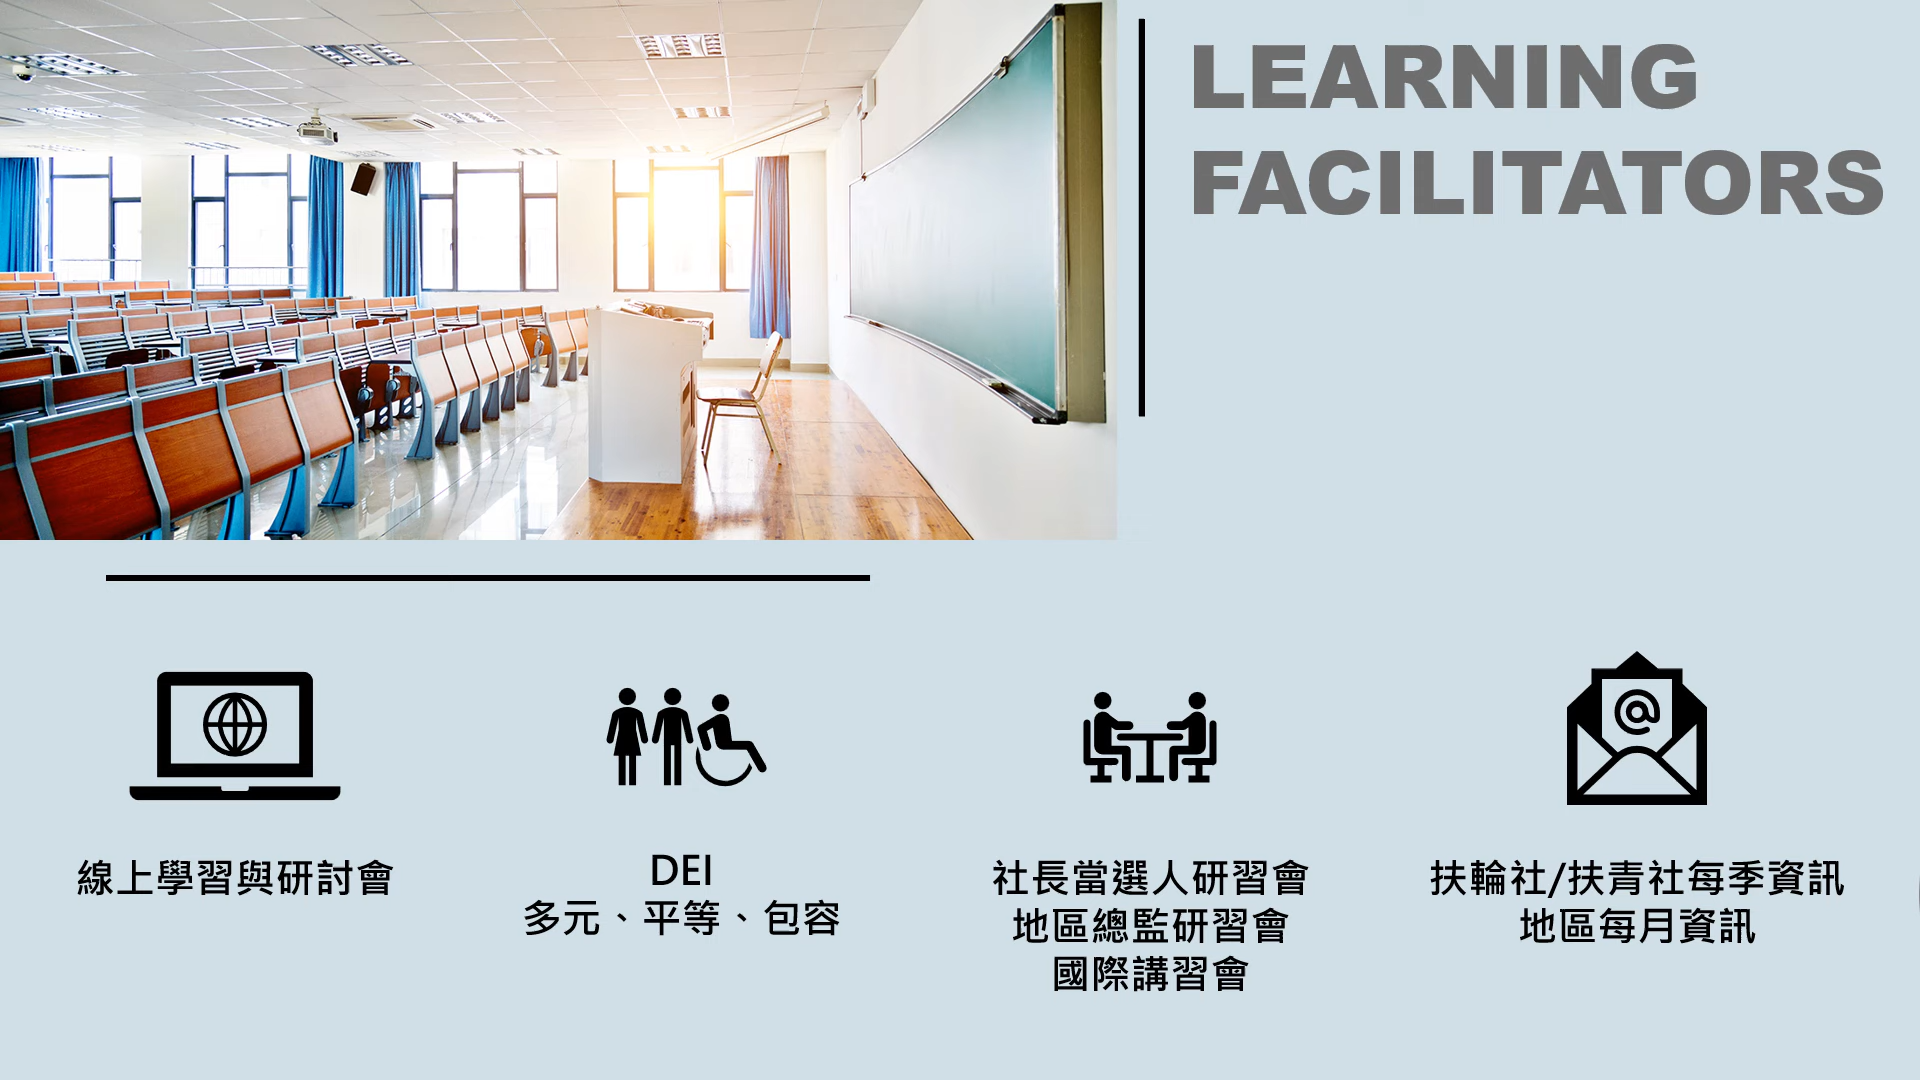 LEARNING
FACILITATORS
線上學習與研討會
DEI
多元、平等、包容
社長當選人研習會
地區總監研習會
國際講習會
扶輪社/扶青社每季資訊
地區每月資訊